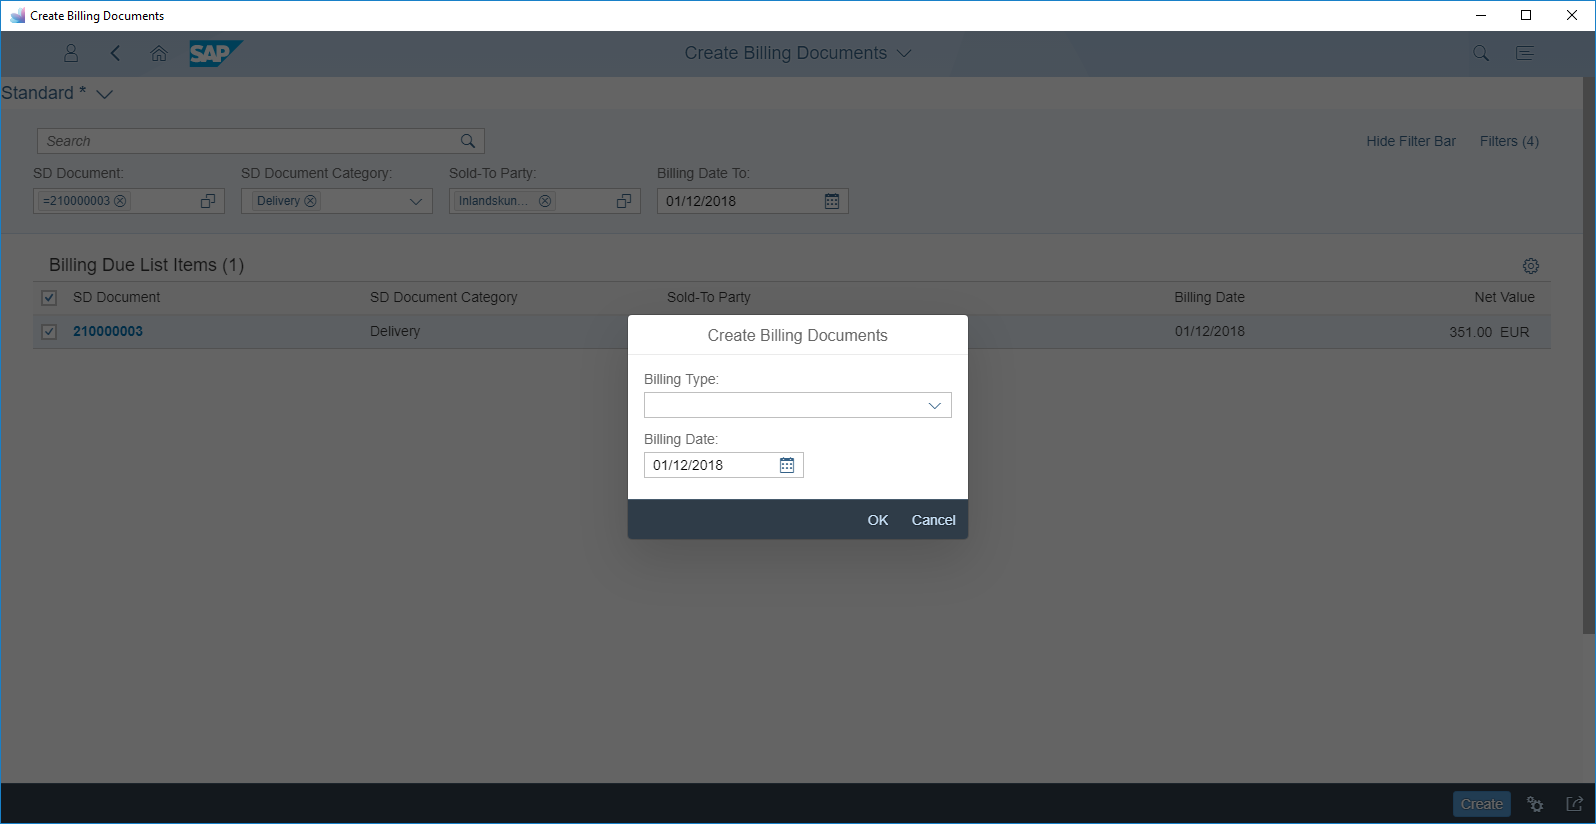 Create Billing Documents
SAP Create Billing Documents
Standard *
Search Hide Filter Bar Filters (4)
SD Document: SD Document Category: Sold-To Party: Billing Date To:
=210000003 Delivery Inlandskun... 01/12/2018
Billing Due List Items (1)
SD Document SD Document Category Sold-To Party Billing Date Net Value
210000003 Delivery 01/12/2018 351.00 EUR
Create Billing Documents
Billing Type:
Billing Date:
01/12/2018
OK Cancel
Create